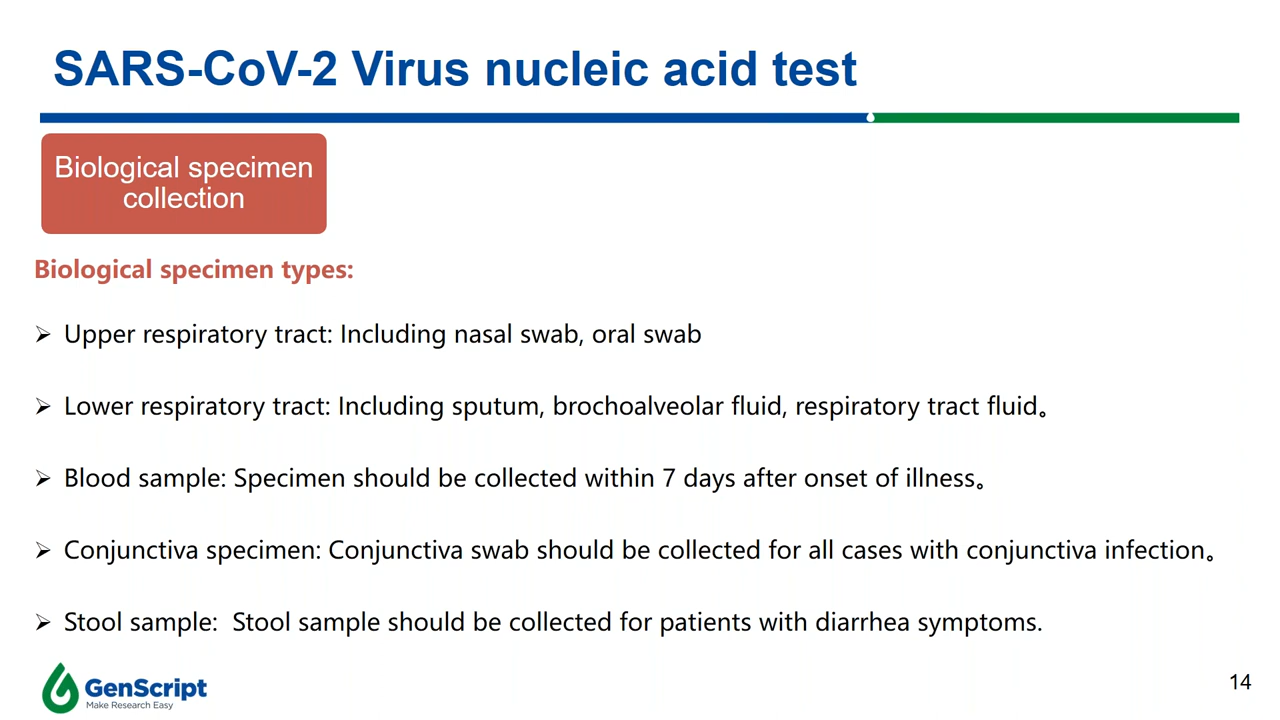 SARS-CoV-2 Virus nucleic acid test
Biological specimen
collection
Biological specimen types:
➢ Upper respiratory tract: Including nasal swab, oral swab
➢ Lower respiratory tract: Including sputum, brochoalveolar fluid, respiratory tract fluid。
➢ Blood sample: Specimen should be collected within 7 days after onset of illness。
➢ Conjunctiva specimen: Conjunctiva swab should be collected for all cases with conjunctiva infection。
➢ Stool sample:  Stool sample should be collected for patients with diarrhea symptoms.
GenScript
Make Research Easy
14